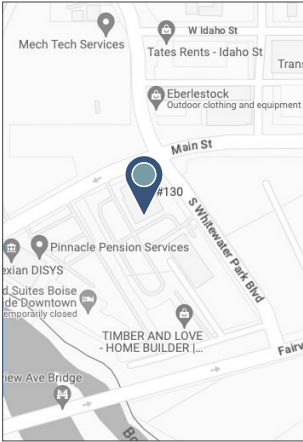 W Idaho St
Mech Tech Services
Tates Rents - Idaho St
Trans
Eberlestock
Outdoor clothing and equipment
Main St
#130
S Whitewater Park Blvd
Pinnacle Pension Services
exian DISYS
d Suites Boise
ide Downtown
emporarily closed
TIMBER AND LOVE
- HOME BUILDER |...
Fairv
iew Ave Bridge
Bo